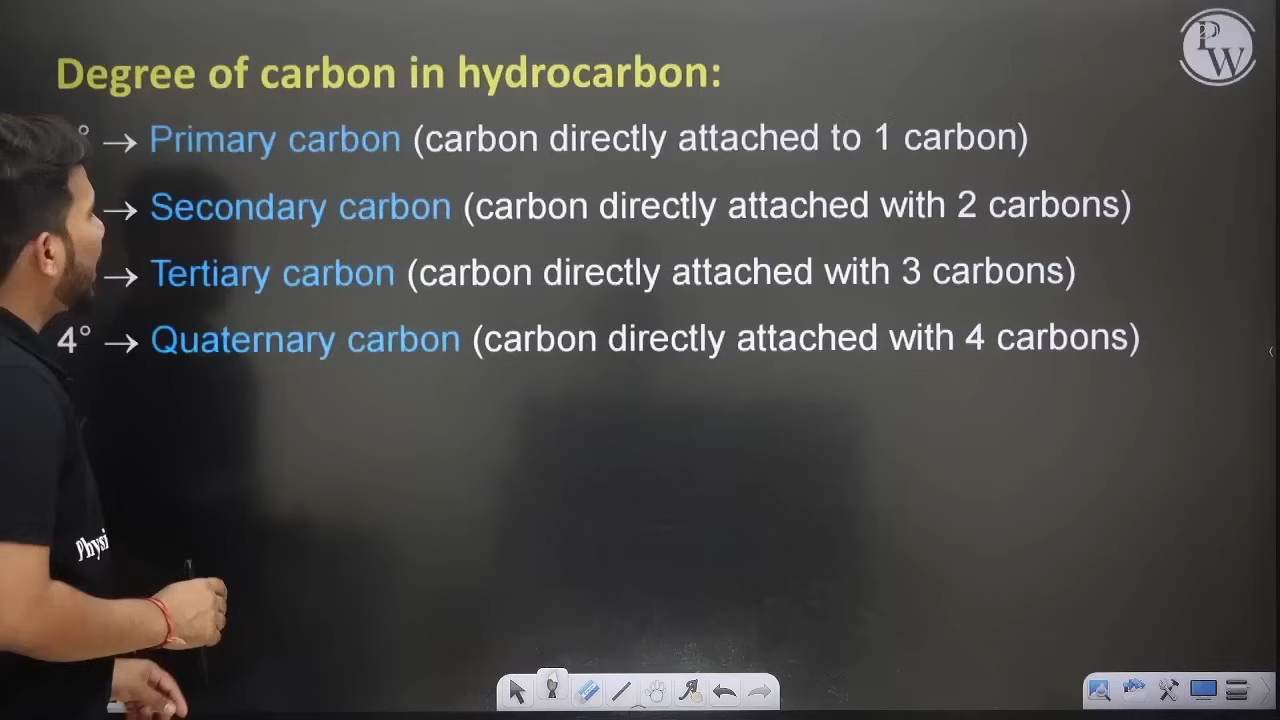 PW
Degree of carbon in hydrocarbon:
° → Primary carbon (carbon directly attached to 1 carbon)
→ Secondary carbon (carbon directly attached with 2 carbons)
→ Tertiary carbon (carbon directly attached with 3 carbons)
4° → Quaternary carbon (carbon directly attached with 4 carbons)
Physi